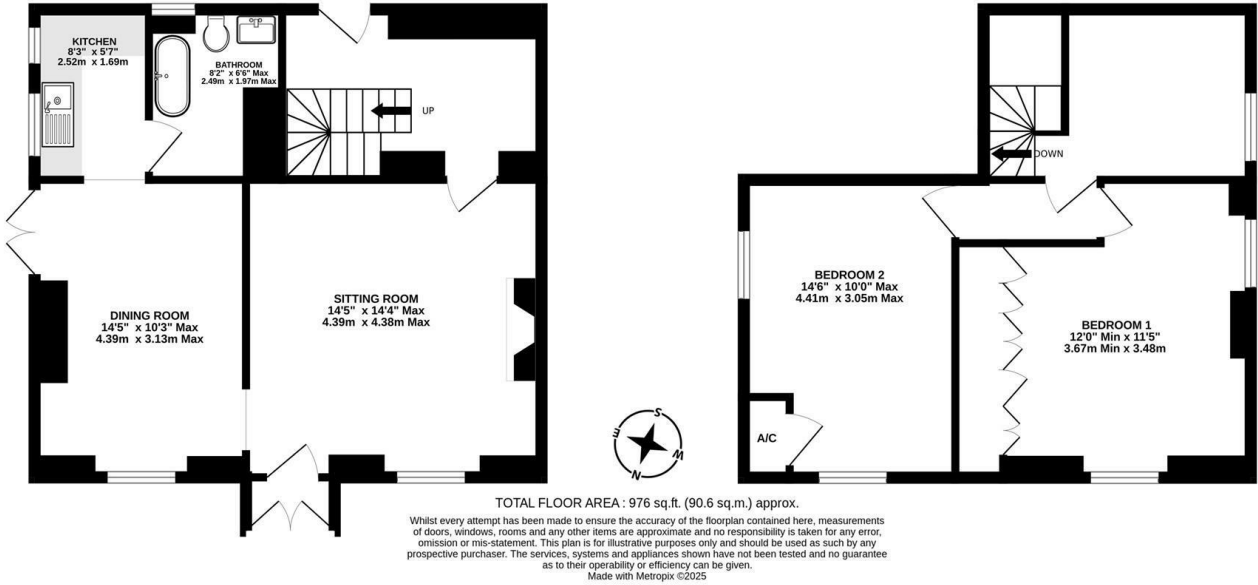 KITCHEN
8'3" x 5'7"
2.52m x 1.69m
BATHROOM
8'2" x 6'6" Max
2.49m x 1.97m Max
UP
DINING ROOM
14'5" x 10'3" Max
4.39m x 3.13m Max
SITTING ROOM
14'5" x 14'4" Max
4.39m x 4.38m Max
DOWN
BEDROOM 2
14'6" x 10'0" Max
4.41m x 3.05m Max
BEDROOM 1
12'0" Min x 11'5"
3.67m Min x 3.48m
A/C
S
E
W
N
TOTAL FLOOR AREA : 976 sq.ft. (90.6 sq.m.) approx.
Whilst every attempt has been made to ensure the accuracy of the floorplan contained here, measurements
of doors, windows, rooms and any other items are approximate and no responsibility is taken for any error,
omission or mis-statement. This plan is for illustrative purposes only and should be used as such by any
prospective purchaser. The services, systems and appliances shown have not been tested and no guarantee
as to their operability or efficiency can be given.
Made with Metropix ©2025